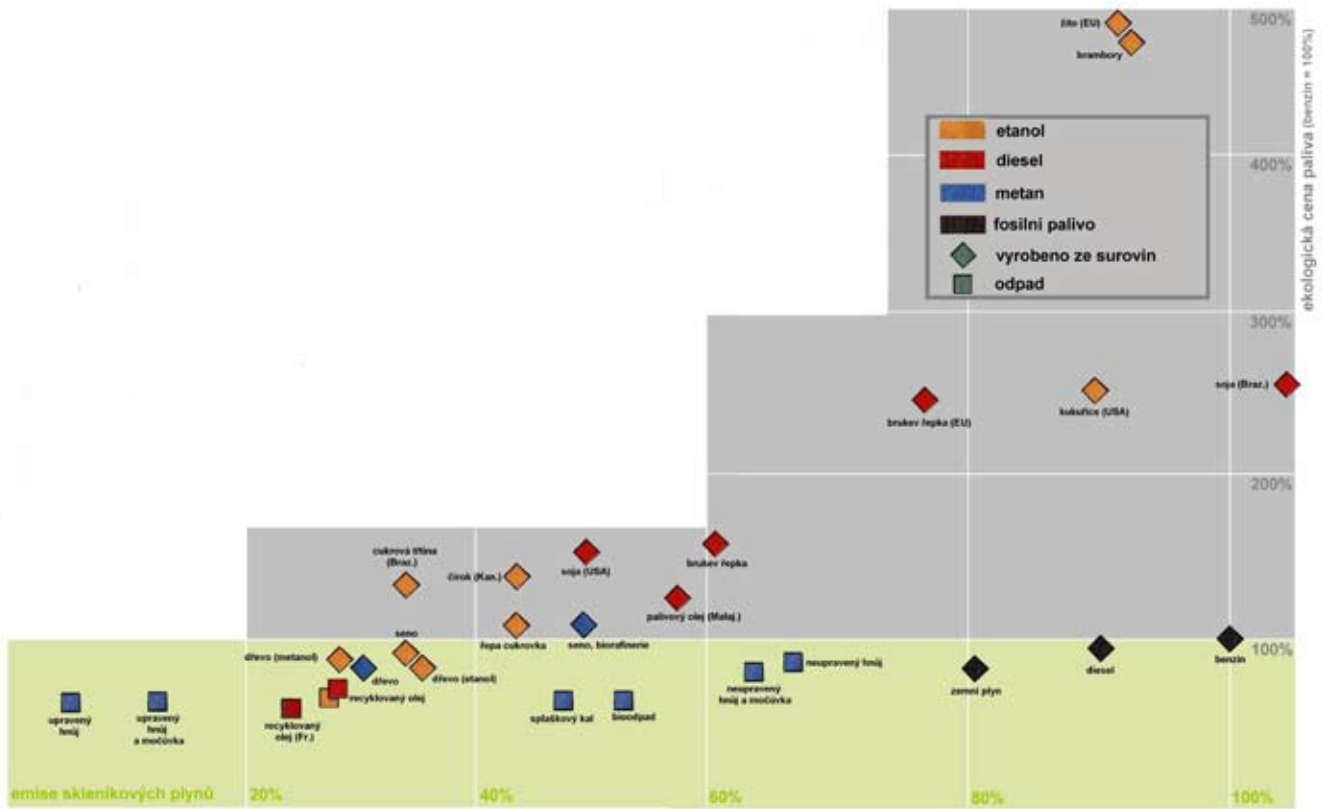 500%
žito (EU)
brambory
ekologická cena paliva (benzin = 100%)
etanol
diesel
metan
fosilní palivo
vyrobeno ze surovin
odpad
400%
300%
soja (Braz.)
kukuřice (USA)
brukev řepka (EU)
200%
cukrová třtina
(Braz.)
čirok (Kan.)
soja (USA)
brukev řepka
palivový olej (Malaj.)
seno
řepa cukrovka
seno, biorafinerie
100%
benzin
dřevo (metanol)
dřevo
dřevo (etanol)
neupravený hnůj
diesel
recyklovaný olej
neupravený
hnůj a močůvka
zemní plyn
upravený
hnůj
upravený
hnůj
a močůvka
recyklovaný
olej (Fr.)
splaškový kal
bioodpad
emise skleníkových plynů
20%
40%
60%
80%
100%